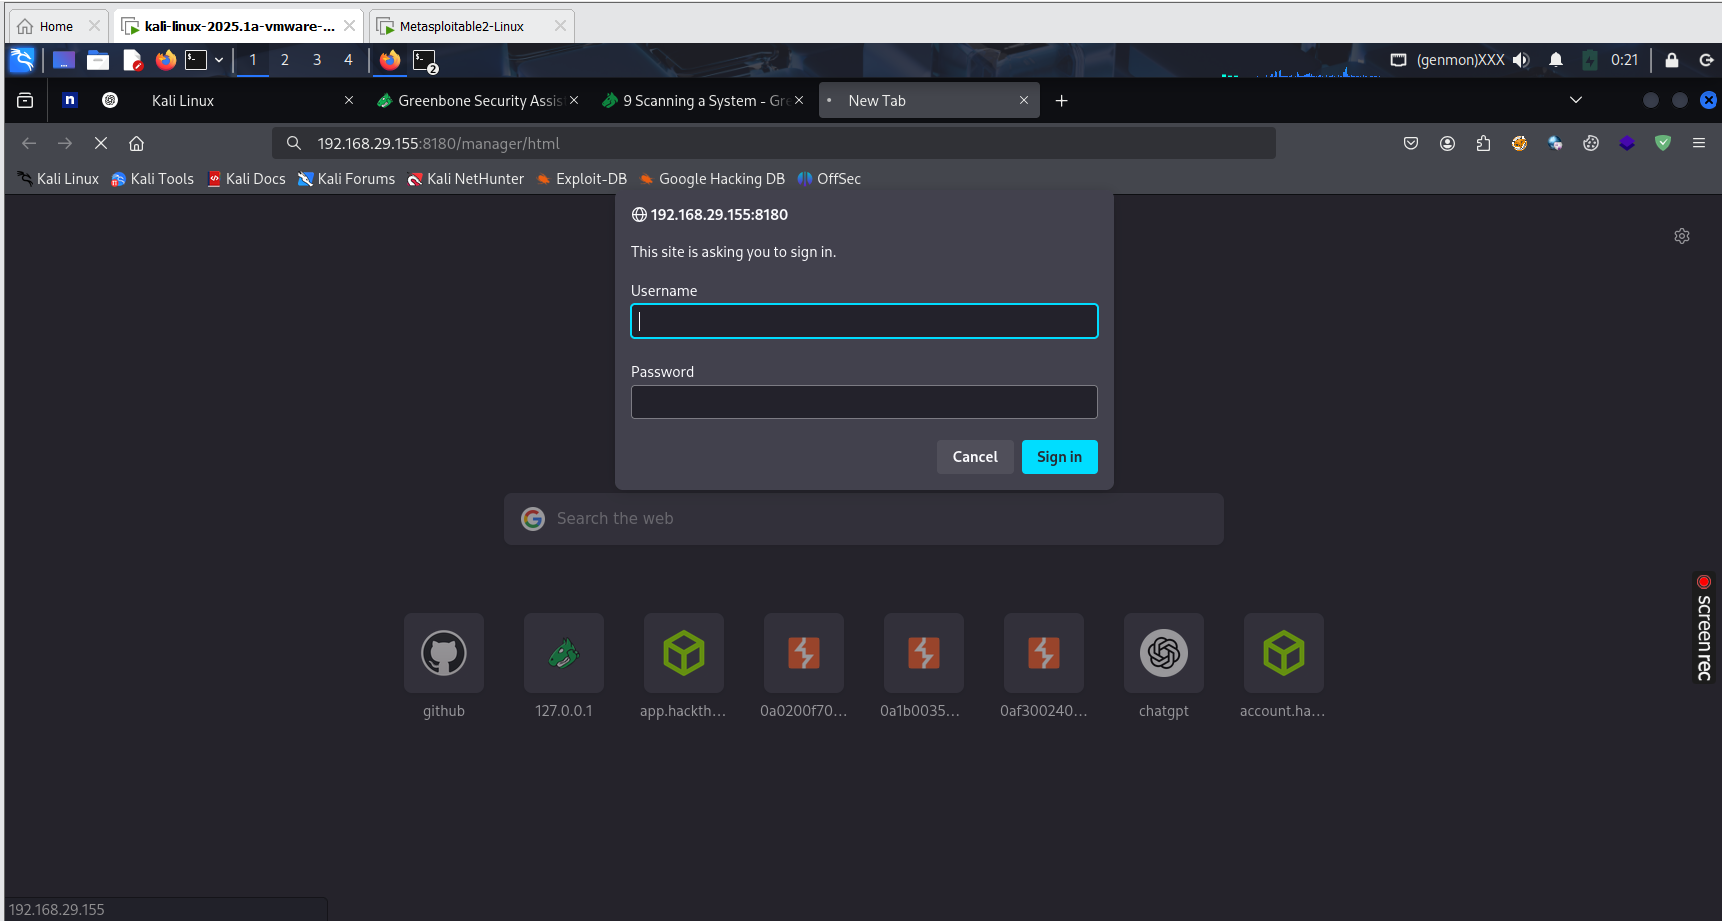 Home
kali-linux-2025.1a-vmware-...
Metasploitable2-Linux
1 2 3 4
2
(genmon)XXX
0:21
n
Kali Linux
Greenbone Security Assis
9 Scanning a System - Gre
New Tab
192.168.29.155:8180/manager/html
Kali Linux
Kali Tools
Kali Docs
Kali Forums
Kali NetHunter
Exploit-DB
Google Hacking DB
OffSec
192.168.29.155:8180
This site is asking you to sign in.
Username
Password
Cancel
Sign in
Search the web
github
127.0.0.1
app.hackth...
0a0200f70...
0a1b0035...
0af300240...
chatgpt
account.ha...
screen rec
192.168.29.155